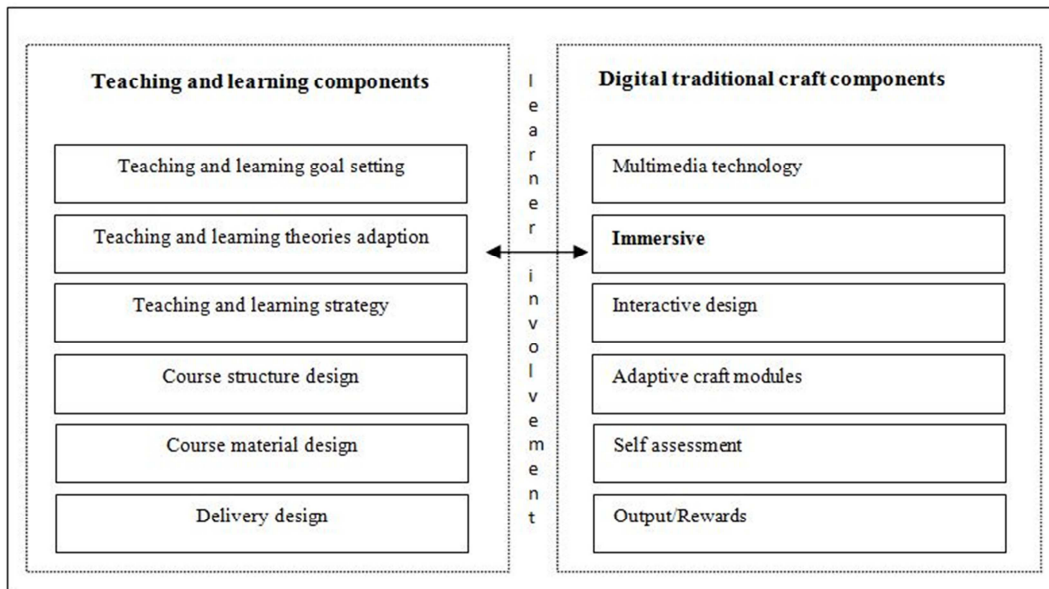 Teaching and learning components
Teaching and learning goal setting
Teaching and learning theories adaption
Teaching and learning strategy
Course structure design
Course material design
Delivery design
learner involvement
Digital traditional craft components
Multimedia technology
Immersive
Interactive design
Adaptive craft modules
Self assessment
Output/Rewards